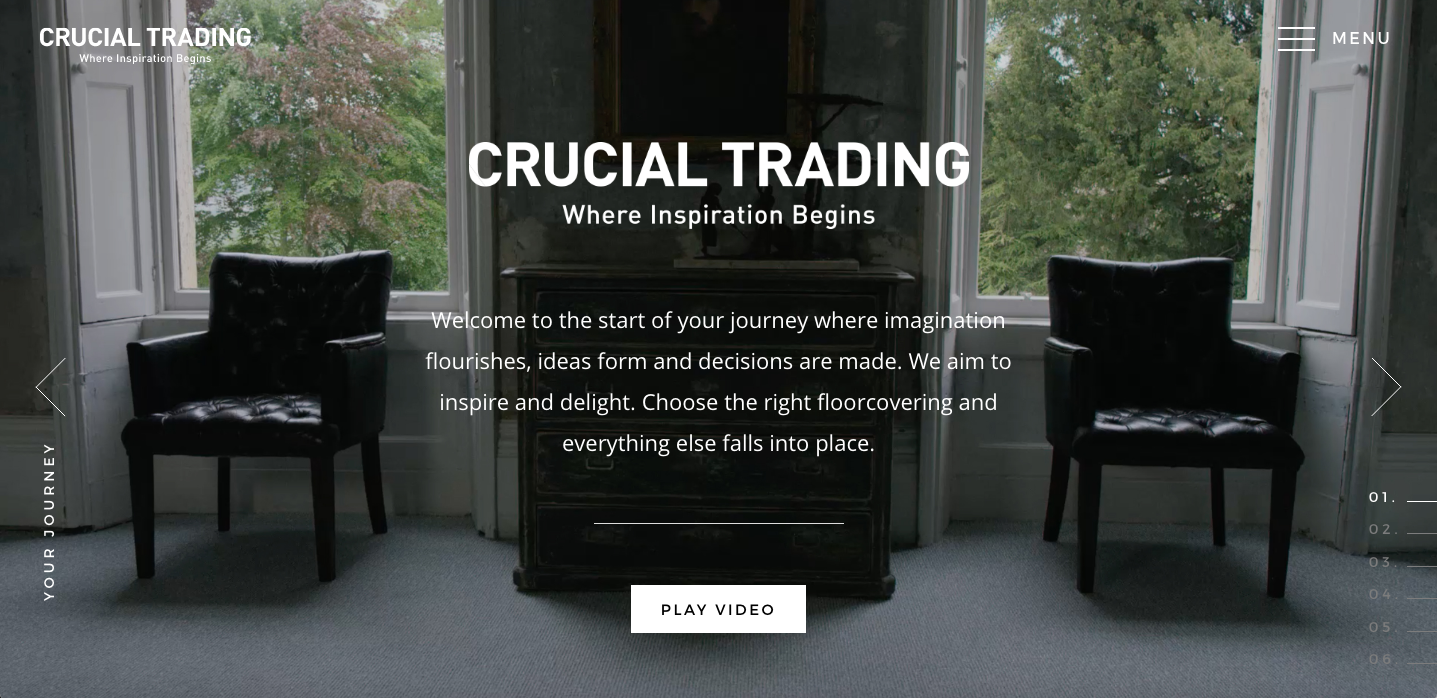 CRUCIAL TRADING
Where Inspiration Begins
MENU
CRUCIAL TRADING
Where Inspiration Begins
Welcome to the start of your journey where imagination
flourishes, ideas form and decisions are made. We aim to
inspire and delight. Choose the right floorcovering and
everything else falls into place.
YOUR JOURNEY
PLAY VIDEO
01.
02.
03.
04.
05.
06.